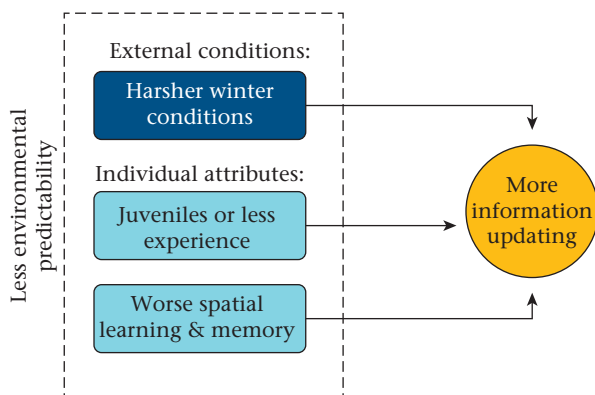 Less environmental
predictability
External conditions:
Harsher winter
conditions
Individual attributes:
Juveniles or less
experience
Worse spatial
learning & memory
More
information
updating